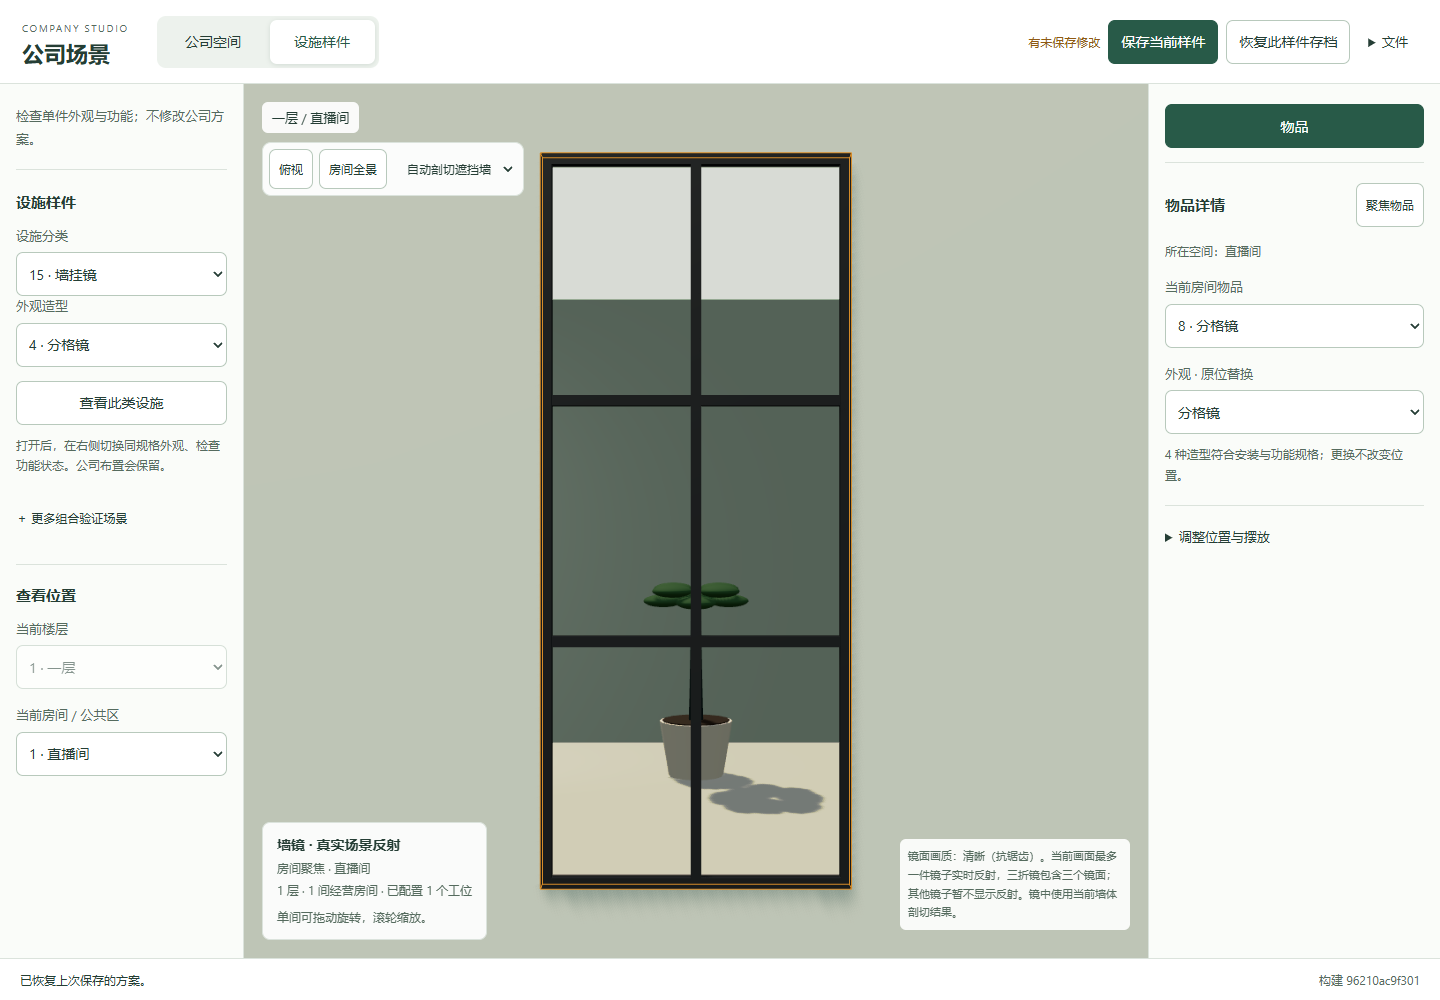 COMPANY STUDIO
公司场景
公司空间
设施样件
有未保存修改
保存当前样件
恢复此样件存档
文件
检查单件外观与功能；不修改公司方
案。
设施样件
设施分类
15 · 墙挂镜
外观造型
4 · 分格镜
查看此类设施
打开后，在右侧切换同规格外观、检查
功能状态。公司布置会保留。
+ 更多组合验证场景
查看位置
当前楼层
1 · 一层
当前房间 / 公共区
1 · 直播间
一层 / 直播间
俯视
房间全景
自动剖切遮挡墙
墙镜 · 真实场景反射
房间聚焦 · 直播间
1 层 · 1 间经营房间 · 已配置 1 个工位
单间可拖动旋转，滚轮缩放。
镜面画质：清晰（抗锯齿）。当前画面最多
一件镜子实时反射，三折镜包含三个镜面；
其他镜子暂不显示反射。镜中使用当前墙体
剖切结果。
物品
物品详情
聚焦物品
所在空间：直播间
当前房间物品
8 · 分格镜
外观 · 原位替换
分格镜
4 种造型符合安装与功能规格；更换不改变位
置。
调整位置与摆放
已恢复上次保存的方案。
构建 96210ac9f301